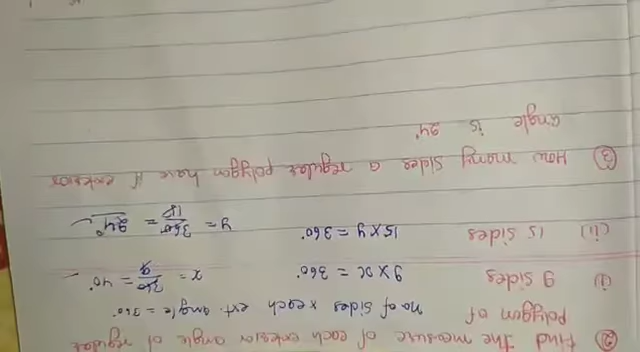 ② Find the measure of each exterior angle of regular
polygon of no of sides x each ext. angle = 360°
(i) 9 sides 9 × x = 360° x = 360/9 = 40°
(ii) 15 sides 15 × y = 360° y = 360°/15 = 24°
③ How many sides a regular polygon have if exterior
angle is 24°